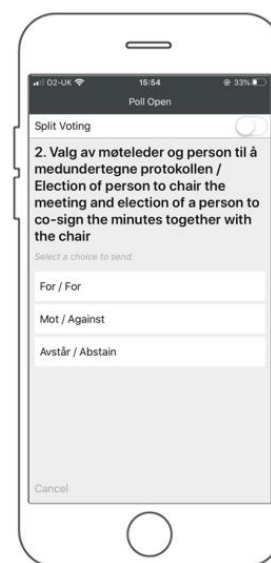 O2-UK 15:54 33%
Poll Open
Split Voting
2. Valg av møteleder og person til å
medundertegne protokollen /
Election of person to chair the
meeting and election of a person to
co-sign the minutes together with
the chair
Select a choice to send.
For / For
Mot / Against
Avstår / Abstain
Cancel